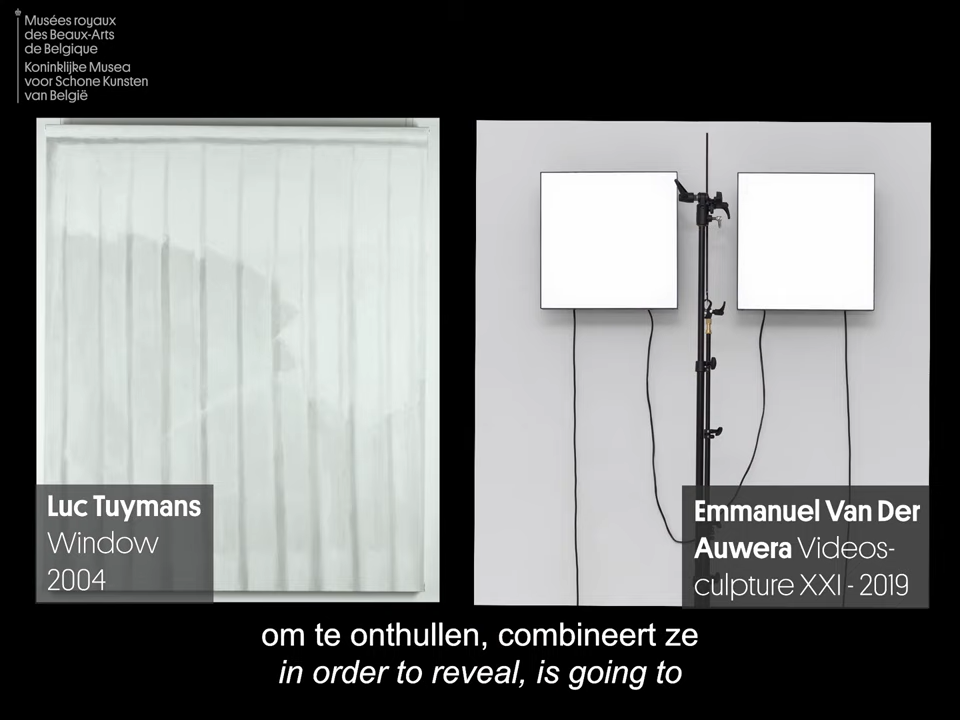 Musées royaux
des Beaux-Arts
de Belgique
Koninklijke Musea
voor Schone Kunsten
van België
Luc Tuymans
Window
2004
Emmanuel Van Der
Auwera Videos-
culpture XXI - 2019
om te onthullen, combineert ze
in order to reveal, is going to